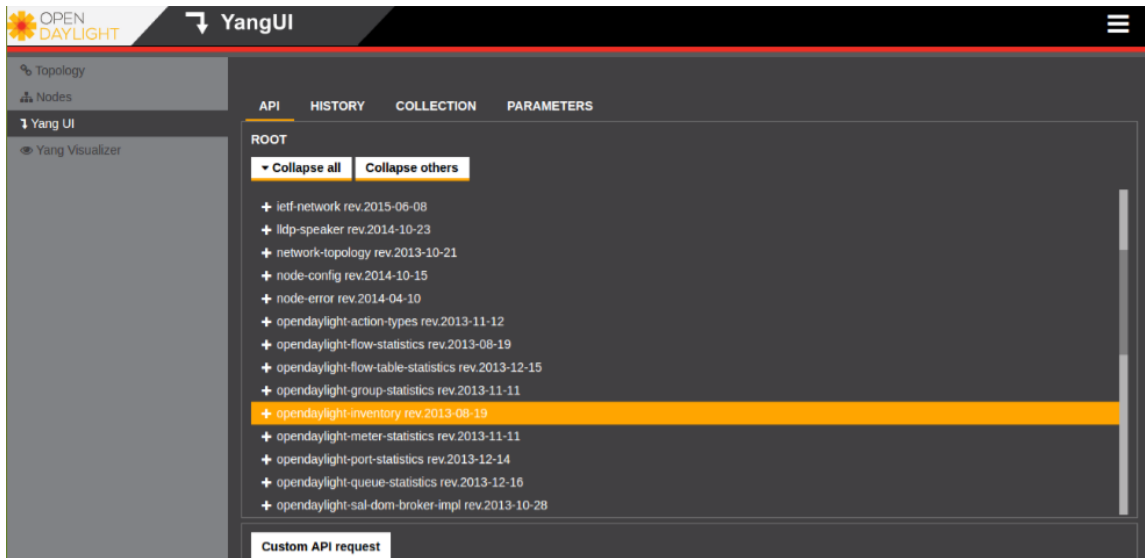 OPEN
DAYLIGHT
YangUI
Topology
Nodes
Yang UI
Yang Visualizer
API HISTORY COLLECTION PARAMETERS
ROOT
Collapse all Collapse others
ietf-network rev.2015-06-08
lldp-speaker rev.2014-10-23
network-topology rev.2013-10-21
node-config rev.2014-10-15
node-error rev.2014-04-10
opendaylight-action-types rev.2013-11-12
opendaylight-flow-statistics rev.2013-08-19
opendaylight-flow-table-statistics rev.2013-12-15
opendaylight-group-statistics rev.2013-11-11
opendaylight-inventory rev.2013-08-19
opendaylight-meter-statistics rev.2013-11-11
opendaylight-port-statistics rev.2013-12-14
opendaylight-queue-statistics rev.2013-12-16
opendaylight-sal-dom-broker-impl rev.2013-10-28
Custom API request